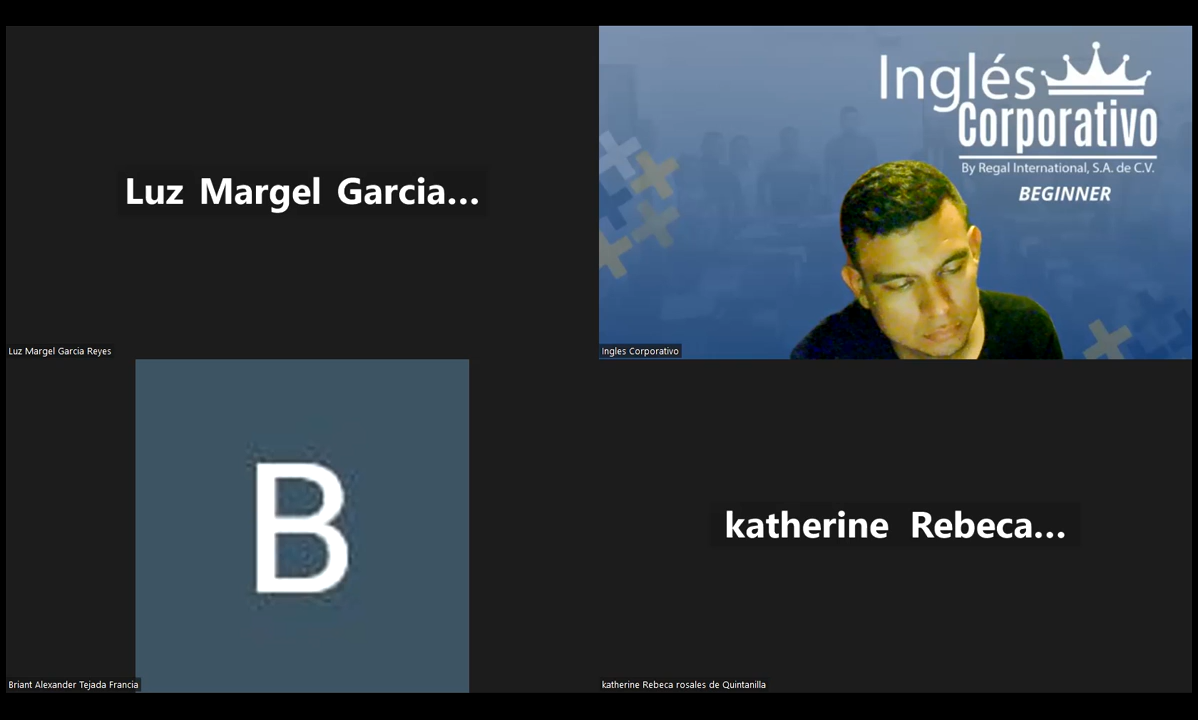 Luz Margel Garcia...
Luz Margel Garcia Reyes
Inglés
Corporativo
By Regal International, S.A. de C.V.
BEGINNER
Ingles Corporativo
B
Briant Alexander Tejada Francia
katherine Rebeca...
katherine Rebeca rosales de Quintanilla